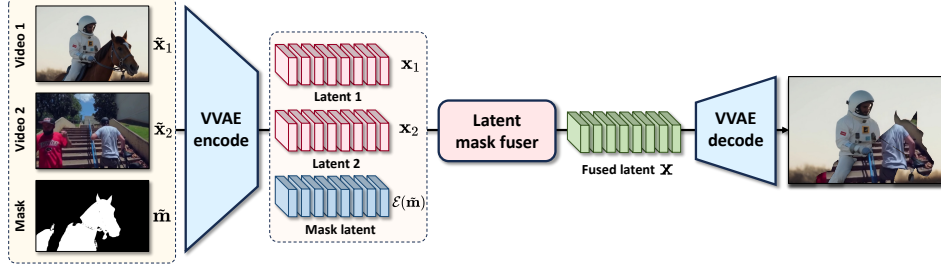 Video 1
x̃₁
Video 2
x̃₂
Mask
m̃
VVAE
encode
x₁
Latent 1
x₂
Latent 2
ℰ(m̃)
Mask latent
Latent
mask fuser
Fused latent x
VVAE
decode